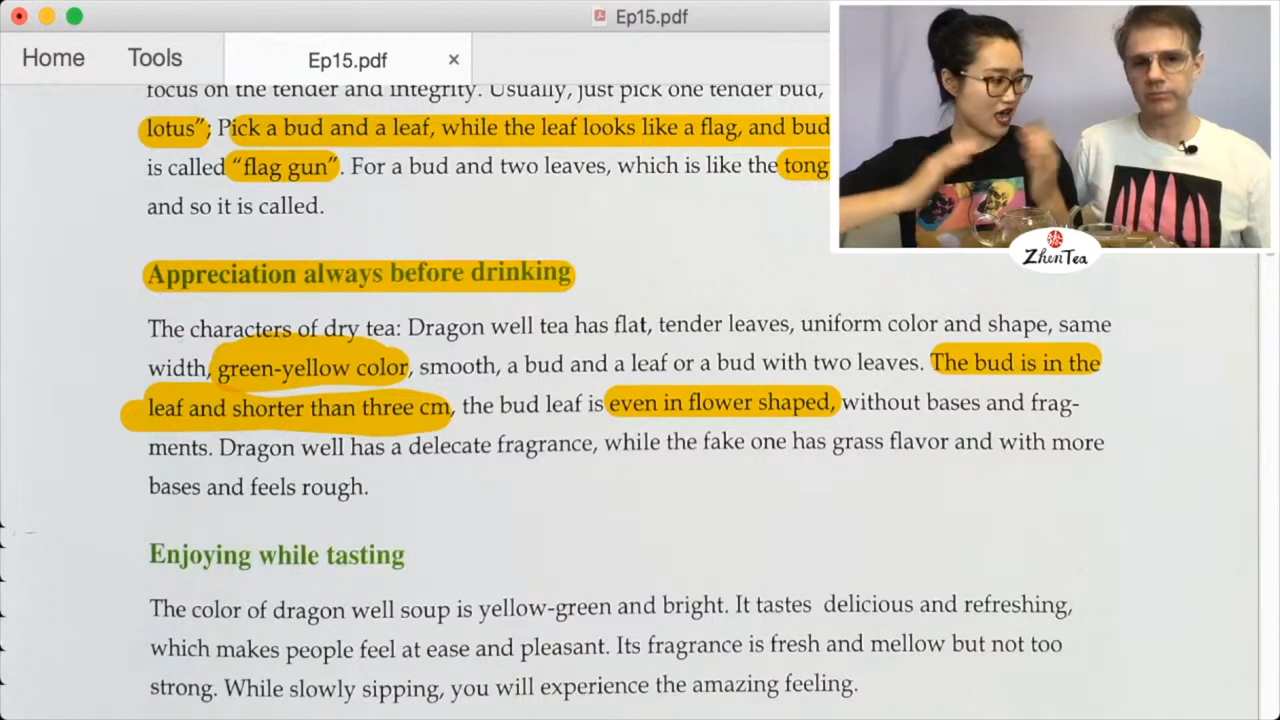 Ep15.pdf
Home
Tools
Ep15.pdf
×
focus on the tender and integrity. Usually, just pick one tender bud,
lotus”; Pick a bud and a leaf, while the leaf looks like a flag, and bud
is called “flag gun”. For a bud and two leaves, which is like the tong
and so it is called.
ZhenTea
Appreciation always before drinking
The characters of dry tea: Dragon well tea has flat, tender leaves, uniform color and shape, same
width, green-yellow color, smooth, a bud and a leaf or a bud with two leaves. The bud is in the
leaf and shorter than three cm, the bud leaf is even in flower shaped, without bases and frag-
ments. Dragon well has a delecate fragrance, while the fake one has grass flavor and with more
bases and feels rough.
Enjoying while tasting
The color of dragon well soup is yellow-green and bright. It tastes delicious and refreshing,
which makes people feel at ease and pleasant. Its fragrance is fresh and mellow but not too
strong. While slowly sipping, you will experience the amazing feeling.